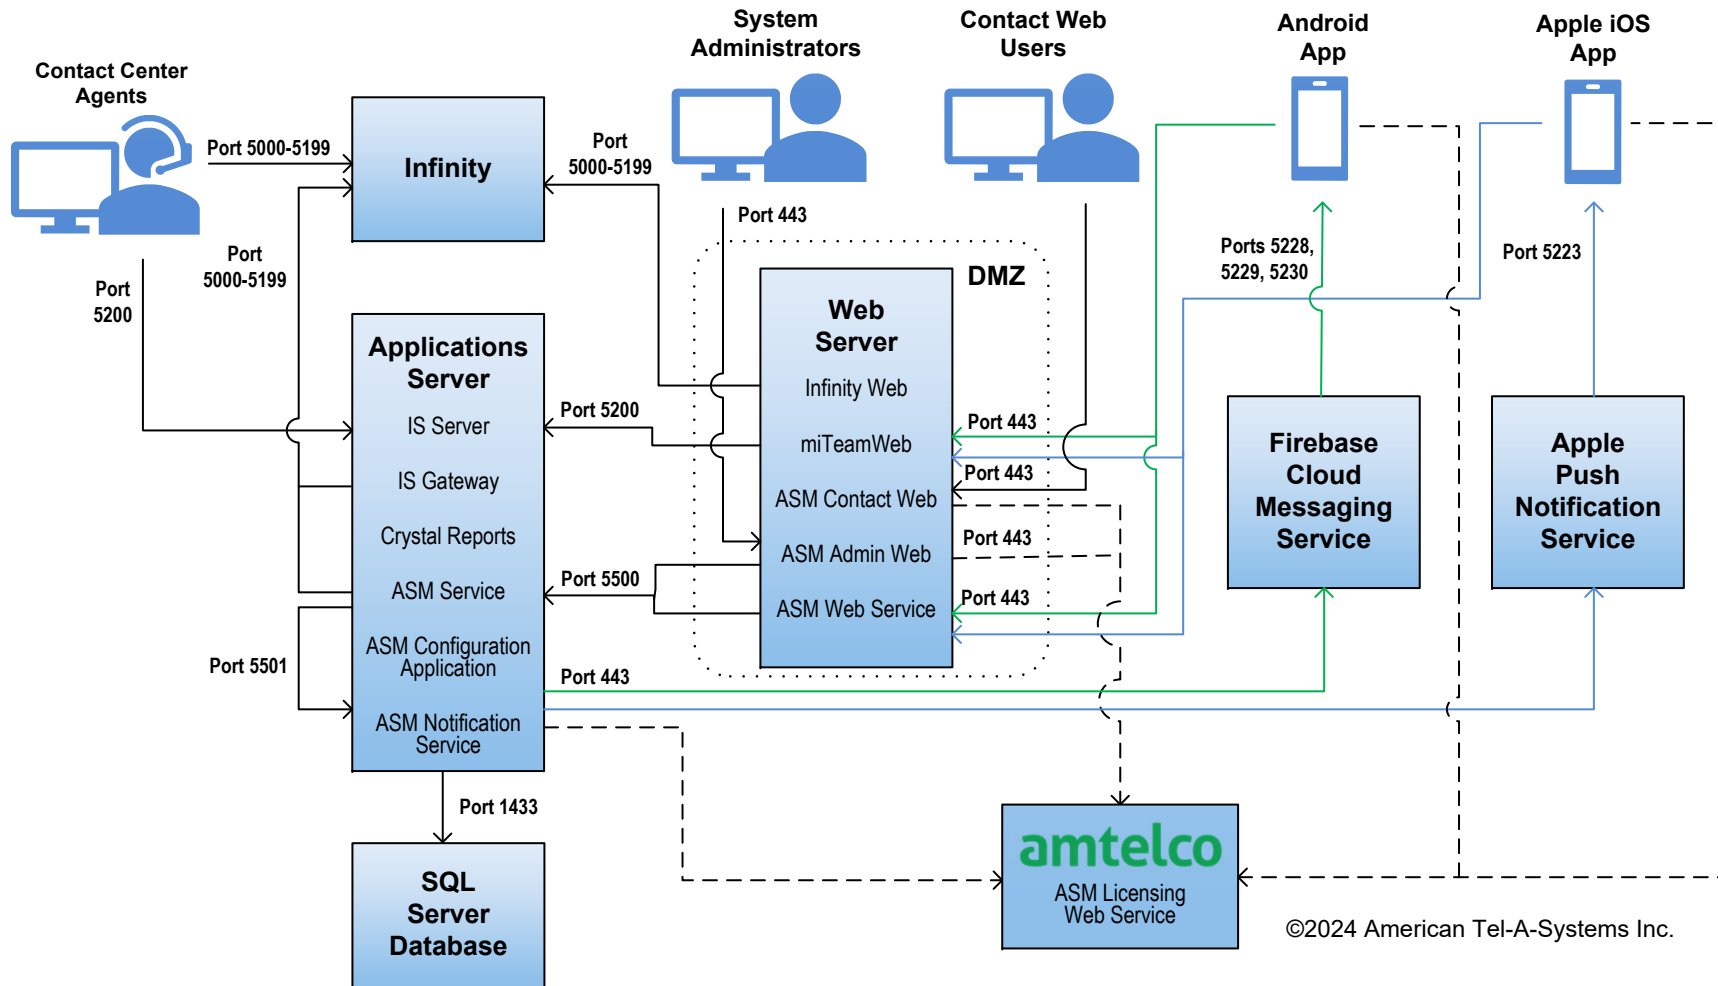 System
Administrators
Contact Web
Users
Android
App
Apple iOS
App
Contact Center
Agents
Port 5000-5199
Infinity
Port
5000-5199
Port 443
Port
5000-5199
Port
5200
Ports 5228,
5229, 5230
Port 5223
DMZ
Applications
Server
IS Server
IS Gateway
Crystal Reports
ASM Service
ASM Configuration
Application
ASM Notification
Service
Port 5200
Port 5500
Port 5501
Port 443
Web
Server
Infinity Web
miTeamWeb
ASM Contact Web
ASM Admin Web
ASM Web Service
Port 443
Port 443
Port 443
Port 443
Firebase
Cloud
Messaging
Service
Apple
Push
Notification
Service
Port 1433
SQL
Server
Database
amtelco
ASM Licensing
Web Service
©2024 American Tel-A-Systems Inc.